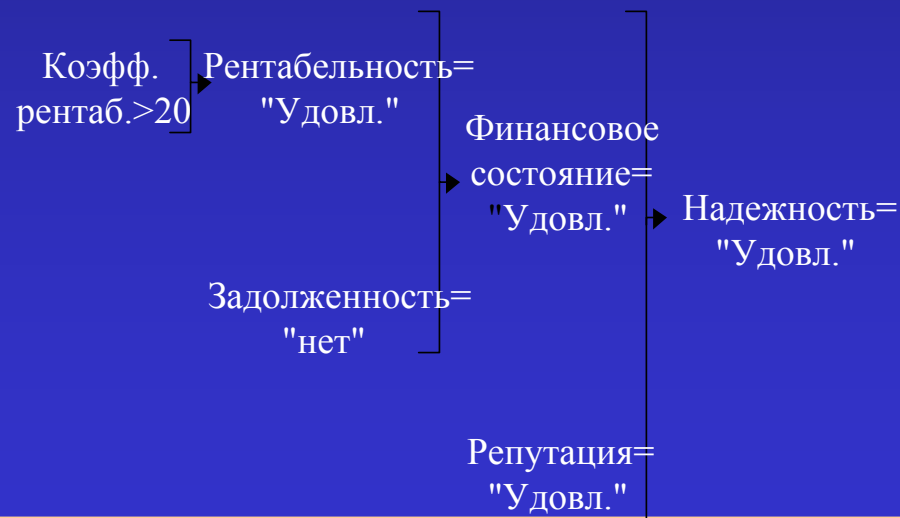 Коэфф.
рентаб.>20
Рентабельность=
"Удовл."
Финансовое
состояние=
"Удовл."
Надежность=
"Удовл."
Задолженность=
"нет"
Репутация=
"Удовл."